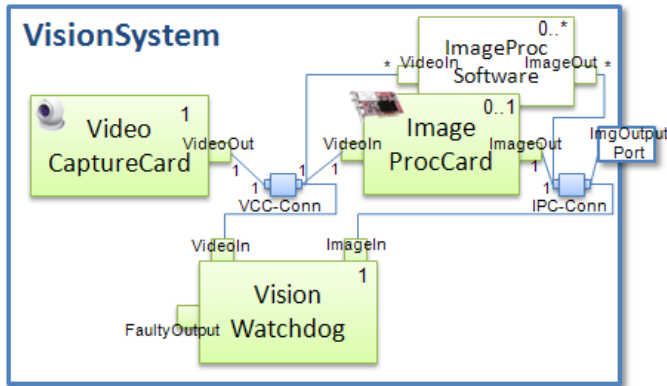 VisionSystem
0..*
ImageProc
Software
* VideoIn
ImageOut *
Video
CaptureCard
1
VideoOut
1
1
VCC-Conn
1
1
VideoIn
0..1
Image
ProcCard
ImageOut
1
1
IPC-Conn
ImgOutput
Port
VideoIn
ImageIn
1
Vision
Watchdog
FaultyOutput